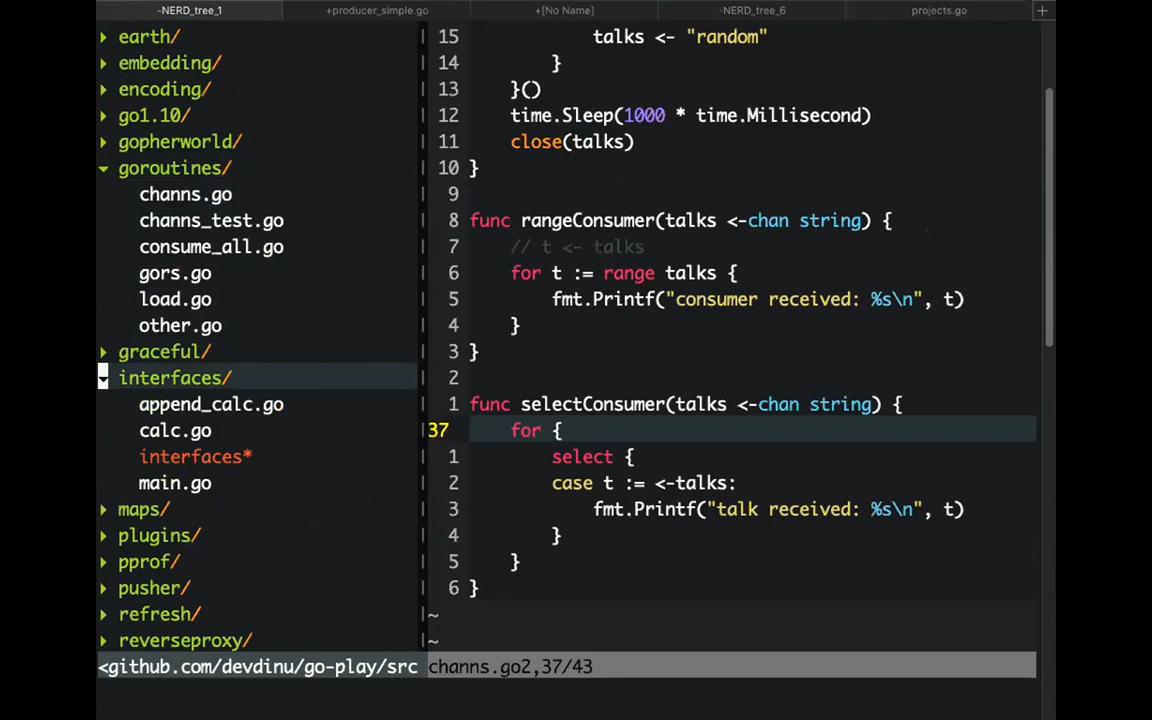 -NERD_tree_1 +producer_simple.go +[No Name] -NERD_tree_6 projects.go +
earth/
embedding/
encoding/
go1.10/
gopherworld/
goroutines/
channs.go
channs_test.go
consume_all.go
gors.go
load.go
other.go
graceful/
interfaces/
append_calc.go
calc.go
interfaces*
main.go
maps/
plugins/
pprof/
pusher/
refresh/
reverseproxy/
<github.com/devdinu/go-play/src
15 talks <- "random"
14 }
13 }()
12 time.Sleep(1000 * time.Millisecond)
11 close(talks)
10 }
9
8 func rangeConsumer(talks <-chan string) {
7 // t <- talks
6 for t := range talks {
5 fmt.Printf("consumer received: %s\n", t)
4 }
3 }
2
1 func selectConsumer(talks <-chan string) {
37 for {
1 select {
2 case t := <-talks:
3 fmt.Printf("talk received: %s\n", t)
4 }
5 }
6 }
~
~
channs.go2,37/43